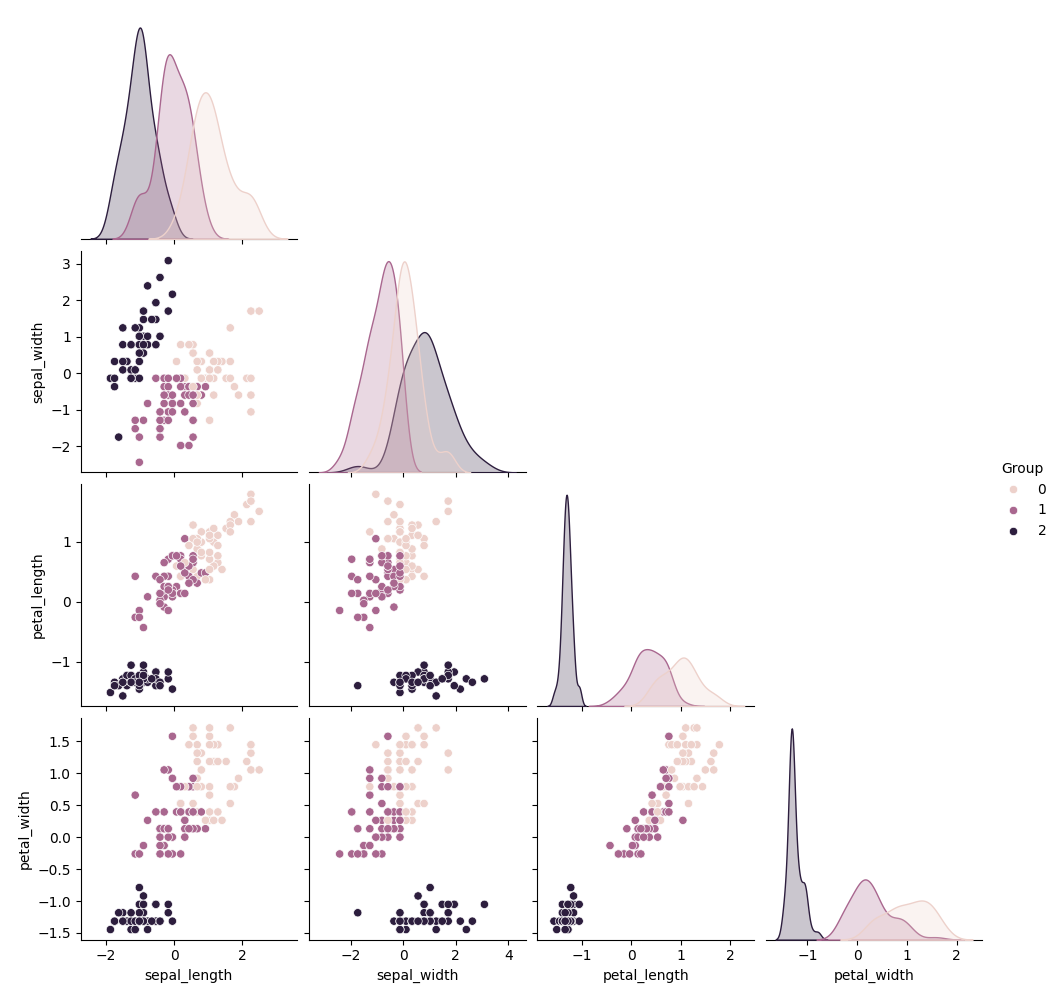 3
2
1
0
−1
−2
sepal_width
1
0
−1
petal_length
Group
0
1
2
1.5
1.0
0.5
0.0
−0.5
−1.0
−1.5
petal_width
−2 0 2
−2 0 2 4
−1 0 1 2
−1 0 1 2
sepal_length
sepal_width
petal_length
petal_width